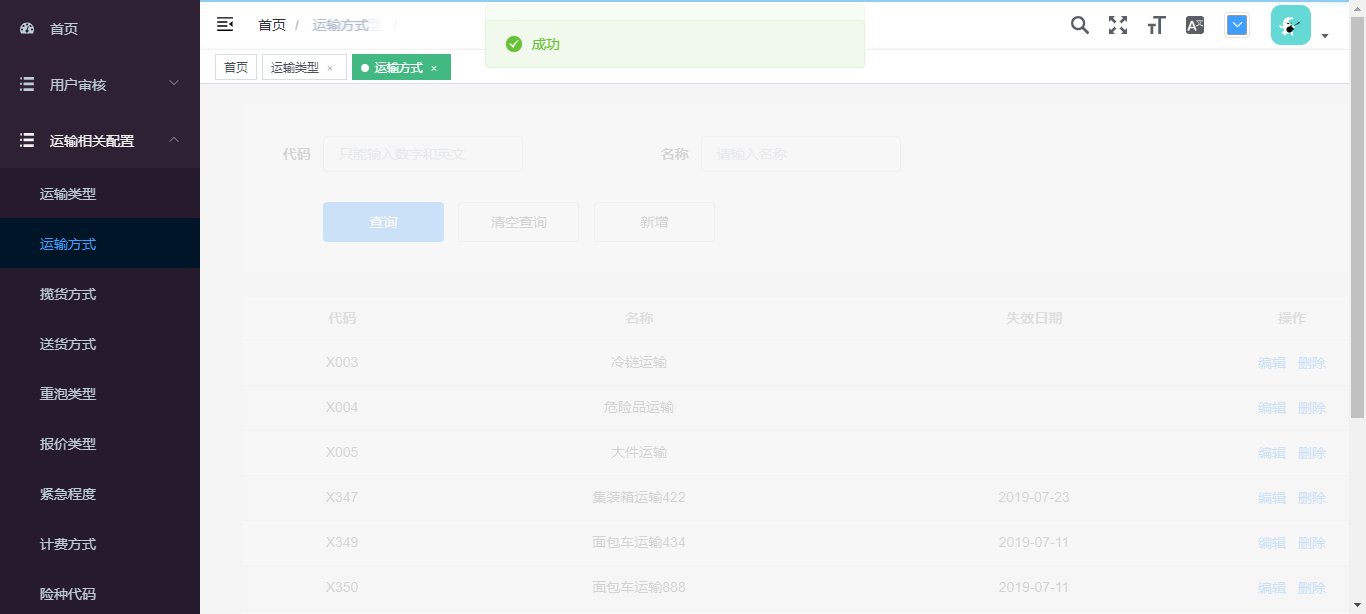 首页
用户审核
运输相关配置
运输类型
运输方式
揽货方式
送货方式
重泡类型
报价类型
紧急程度
计费方式
险种代码
首页 / 运输方式 /
成功
首页 运输类型 × 运输方式 ×
代码 只能输入数字和英文 名称 请输入名称
查询 清空查询 新增
代码 名称 失效日期 操作
X003 冷链运输 编辑 删除
X004 危险品运输 编辑 删除
X005 大件运输 编辑 删除
X347 集装箱运输422 2019-07-23 编辑 删除
X349 面包车运输434 2019-07-11 编辑 删除
X350 面包车运输888 2019-07-11 编辑 删除